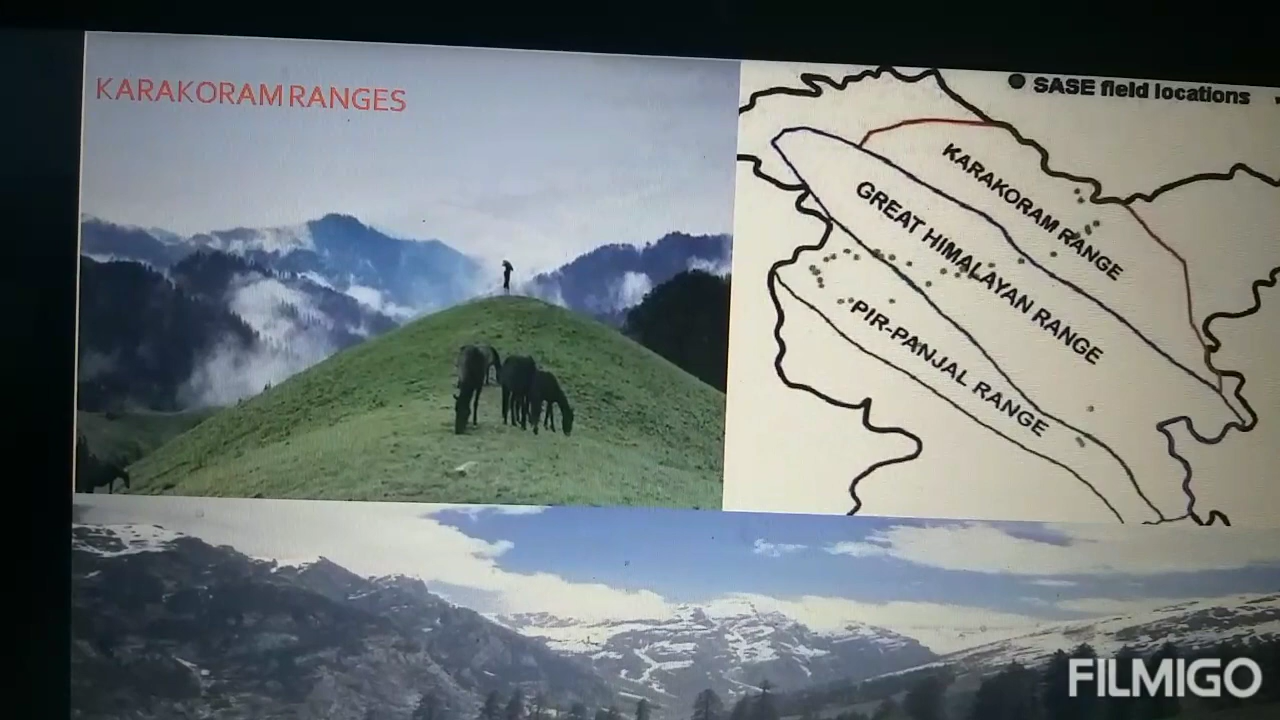 KARAKORAM RANGES
SASE field locations
KARAKORAM RANGE
GREAT HIMALAYAN RANGE
PIR-PANJAL RANGE
FILMIGO